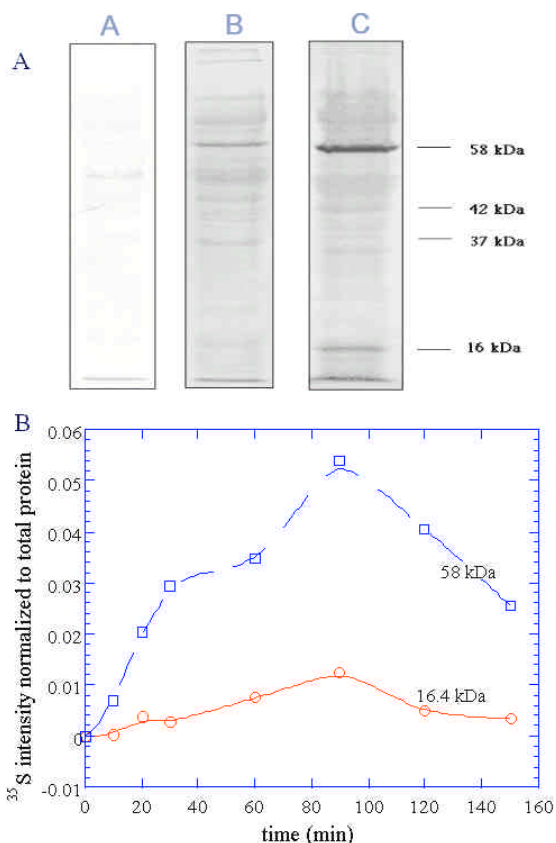 A B C
A
58 kDa
42 kDa
37 kDa
16 kDa
B
35S intensity normalized to total protein
0.06
0.05
0.04
0.03
0.02
0.01
0
-0.01
58 kDa
16.4 kDa
0 20 40 60 80 100 120 140 160
time (min)